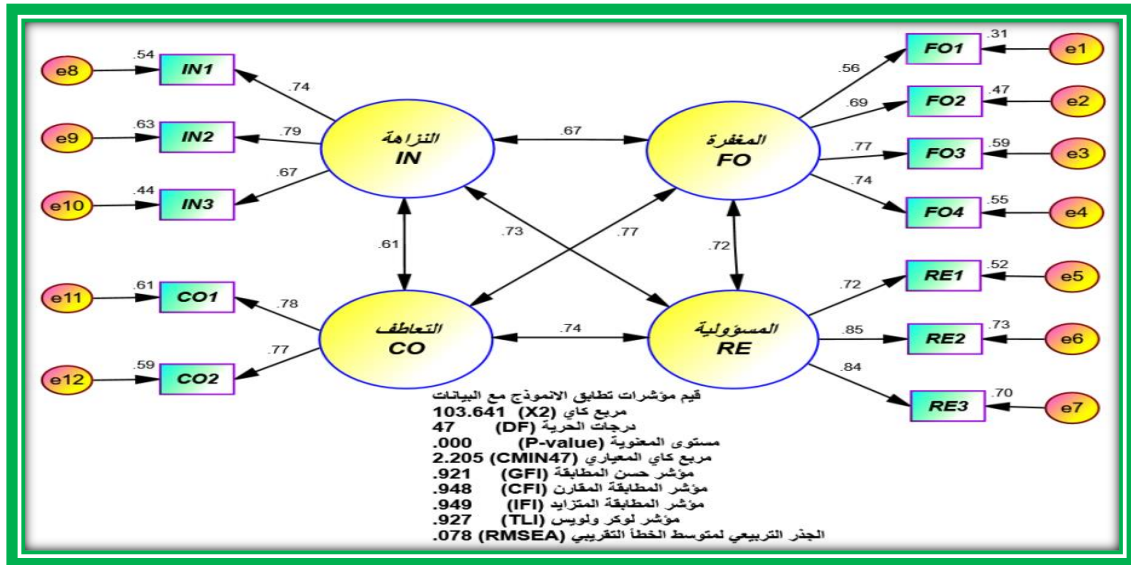 e8
.54
IN1
.74
e9
.63
IN2
.79
e10
.44
IN3
.67
النزاهة
IN
.67
المغفرة
FO
.56
FO1
.31
e1
.69
FO2
.47
e2
.77
FO3
.59
e3
.74
FO4
.55
e4
.61
.73
.77
.72
e11
.61
CO1
.78
e12
.59
CO2
.77
التعاطف
CO
.74
المسؤولية
RE
.72
RE1
.52
e5
.85
RE2
.73
e6
.84
RE3
.70
e7
قيم مؤشرات تطابق الانموذج مع البيانات
مربع كاي (X2) 103.641
درجات الحرية (DF) 47
مستوى المعنوية (P-value) .000
مربع كاي المعياري (CMIN47) 2.205
مؤشر حسن المطابقة (GFI) .921
مؤشر المطابقة المقارن (CFI) .948
مؤشر المطابقة المتزايد (IFI) .949
مؤشر لوكر ولويس (TLI) .927
الجذر التربيعي لمتوسط الخطأ التقريبي (RMSEA) .078